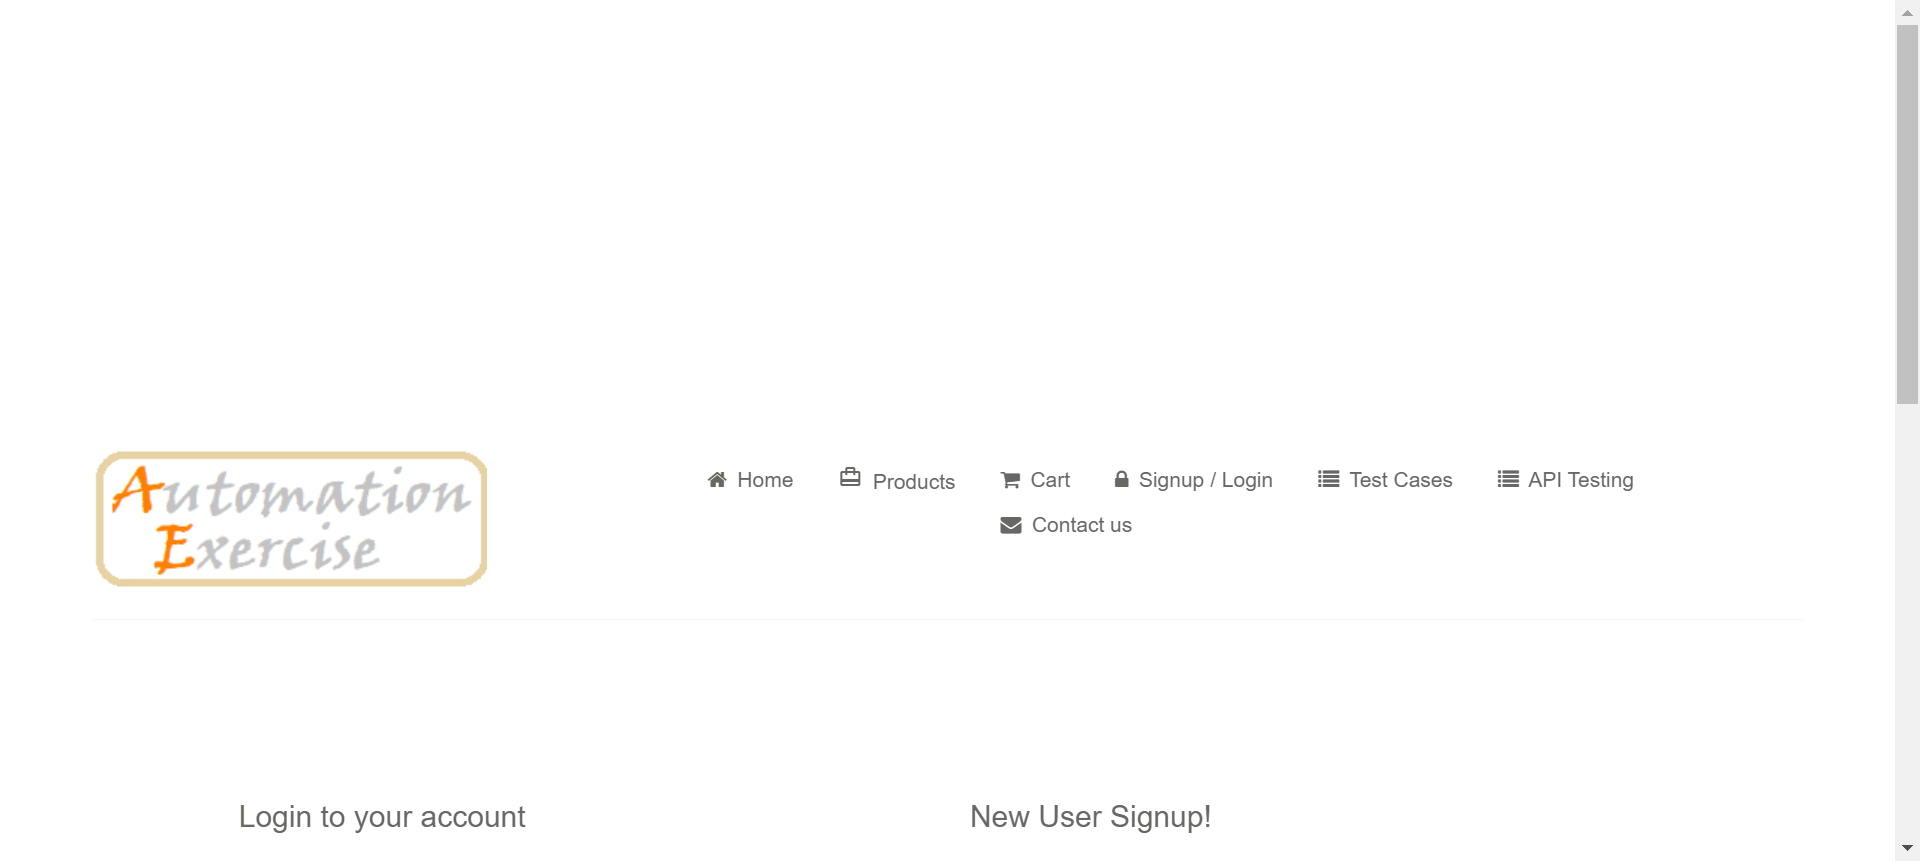 Automation
Exercise
Home Products Cart Signup / Login Test Cases API Testing
Contact us
Login to your account New User Signup!